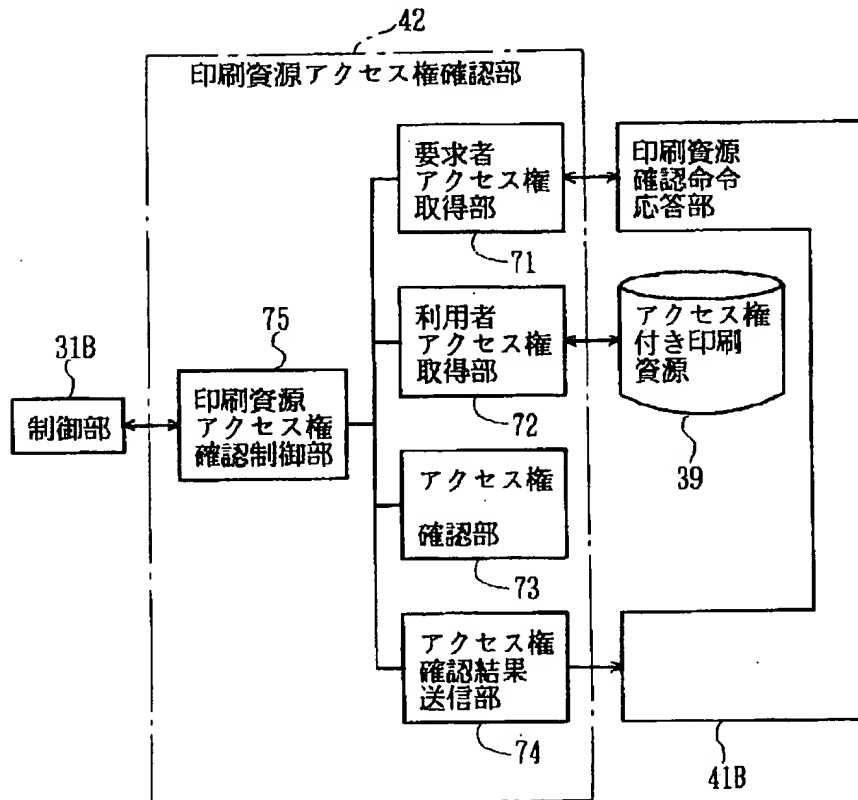 42
印刷資源アクセス権確認部
要求者
アクセス権
取得部
71
印刷資源
確認命令
応答部
75
31B
制御部
印刷資源
アクセス権
確認制御部
利用者
アクセス権
取得部
72
アクセス権
付き印刷
資源
39
アクセス権
確認部
73
アクセス権
確認結果
送信部
74
41B